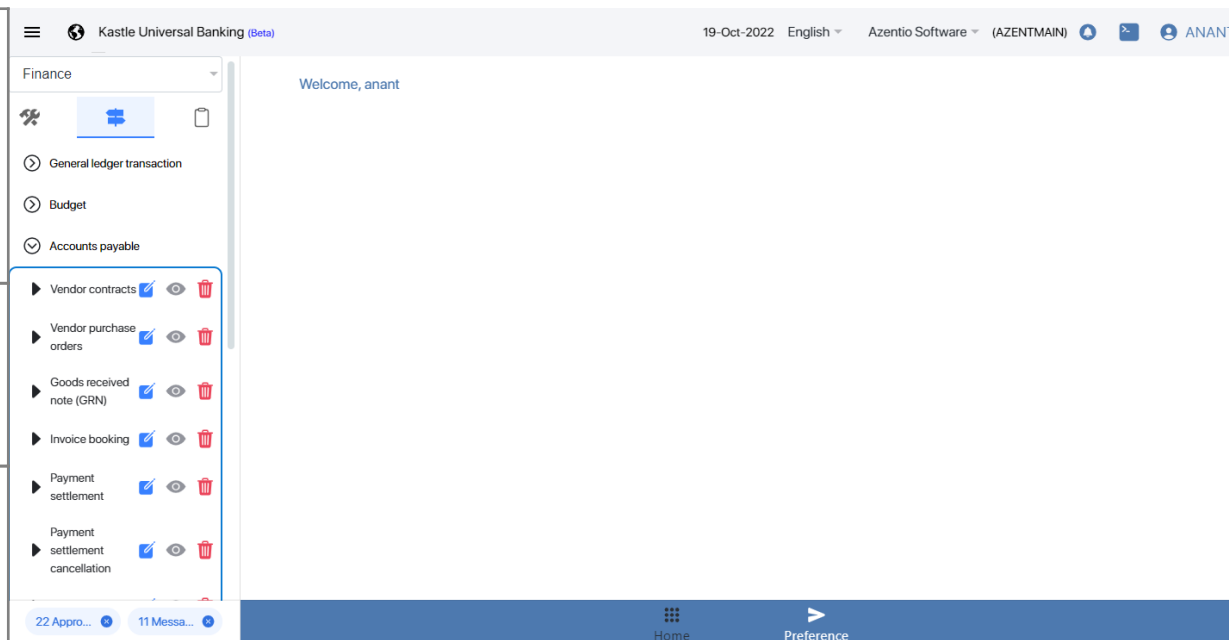 Kastle Universal Banking (Beta)
19-Oct-2022 English Azentio Software (AZENTMAIN) ANANT
Finance
Welcome, anant
General ledger transaction
Budget
Accounts payable
Vendor contracts
Vendor purchase
orders
Goods received
note (GRN)
Invoice booking
Payment
settlement
Payment
settlement
cancellation
22 Appro...
11 Messa...
Home
Preference